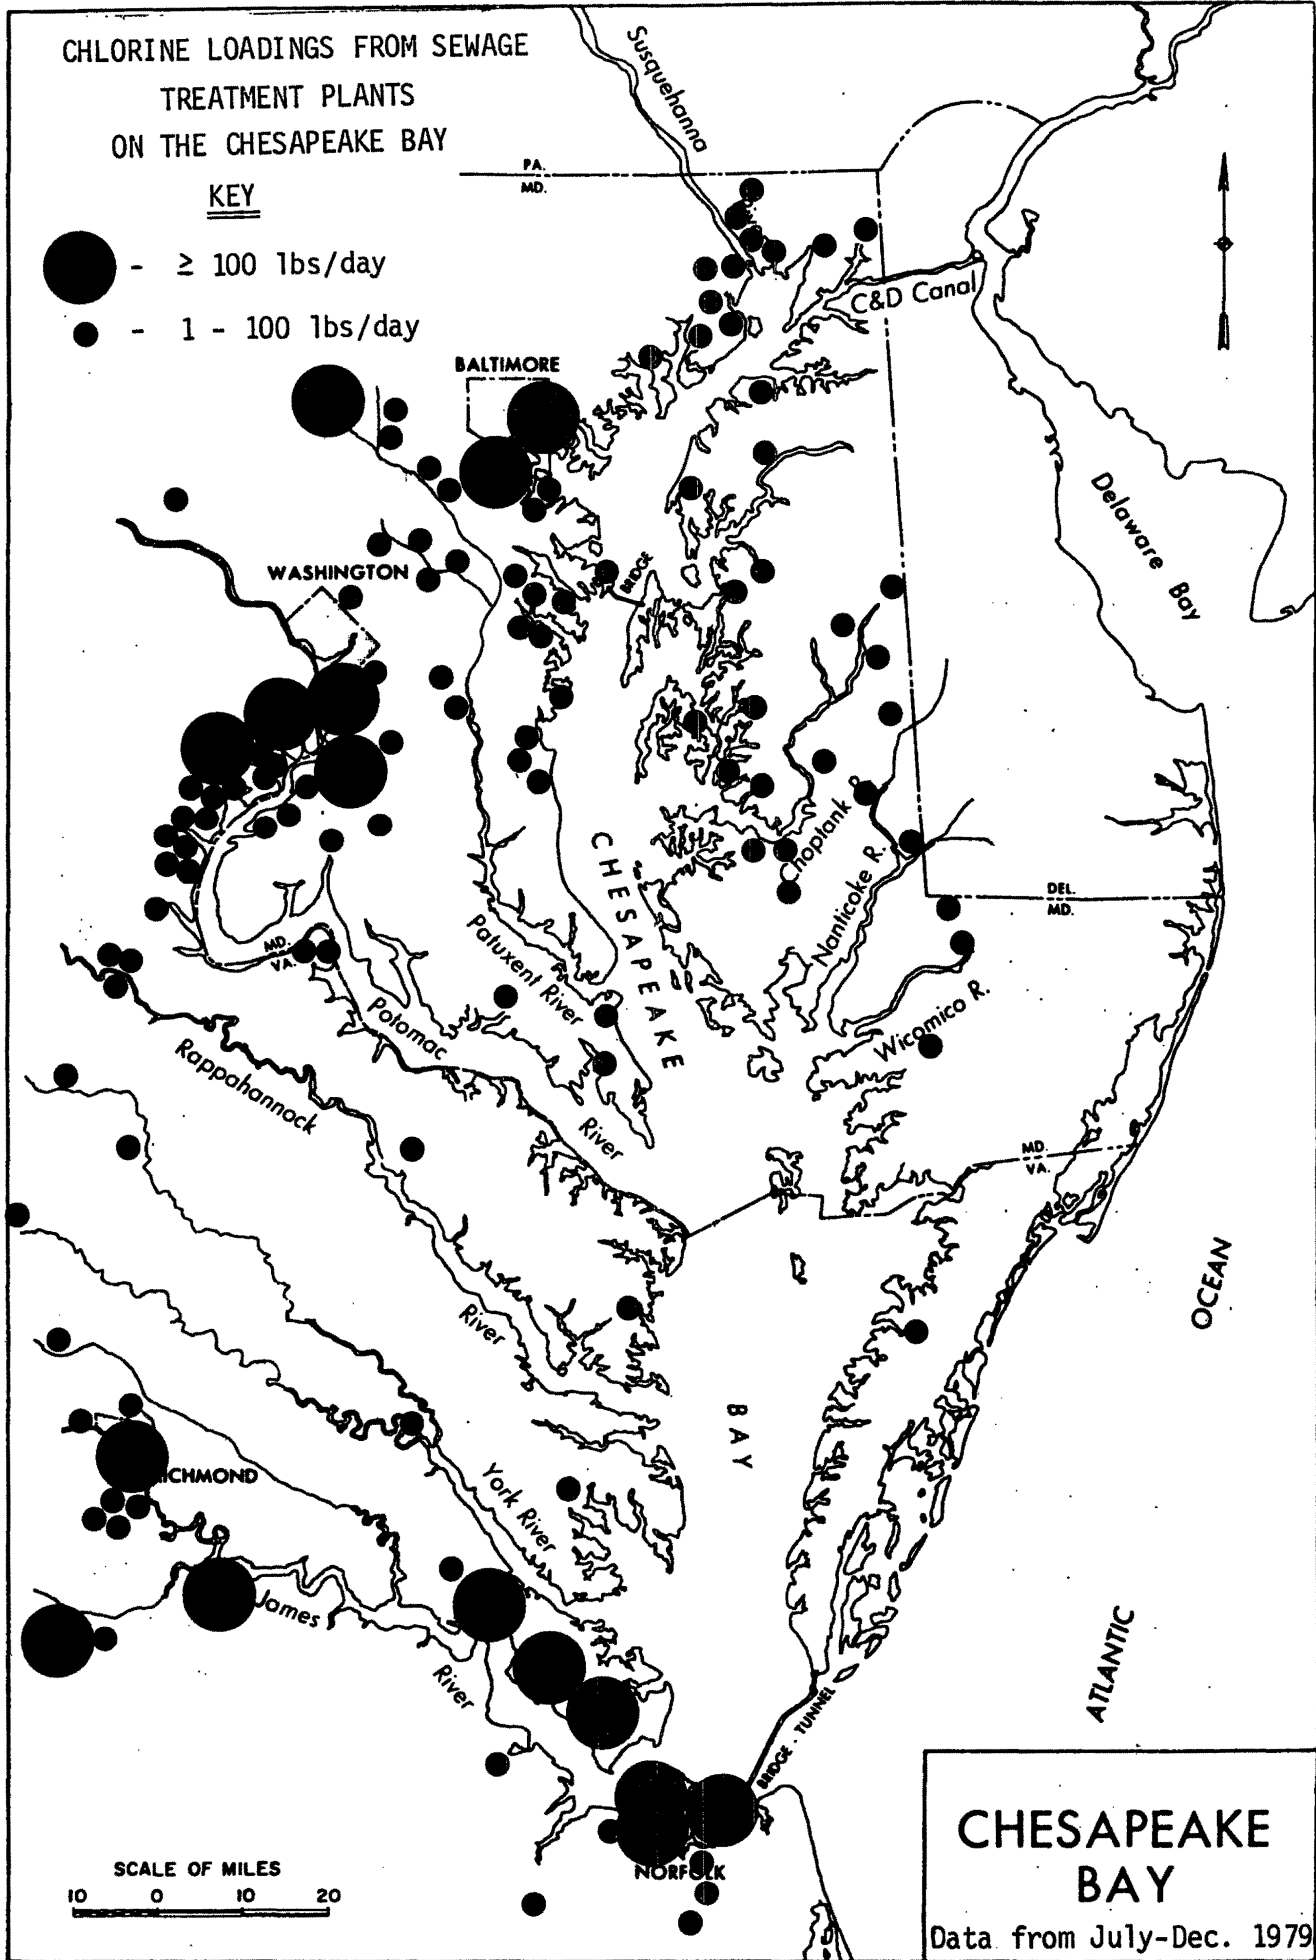 CHLORINE LOADINGS FROM SEWAGE
TREATMENT PLANTS
ON THE CHESAPEAKE BAY
KEY
- ≥ 100 lbs/day
- 1 - 100 lbs/day
Susquehanna
PA.
MD.
C&D Canal
BALTIMORE
Delaware Bay
WASHINGTON
BRIDGE
CHESAPEAKE
Choptank
Nanticoke R.
DEL.
MD.
MD.
VA.
Patuxent River
Potomac
River
Wicomico R.
Rappahannock
River
MD.
VA.
OCEAN
BAY
RICHMOND
York River
James
River
ATLANTIC
BRIDGE - TUNNEL
NORFOLK
SCALE OF MILES
10 0 10 20
CHESAPEAKE
BAY
Data from July-Dec. 1979